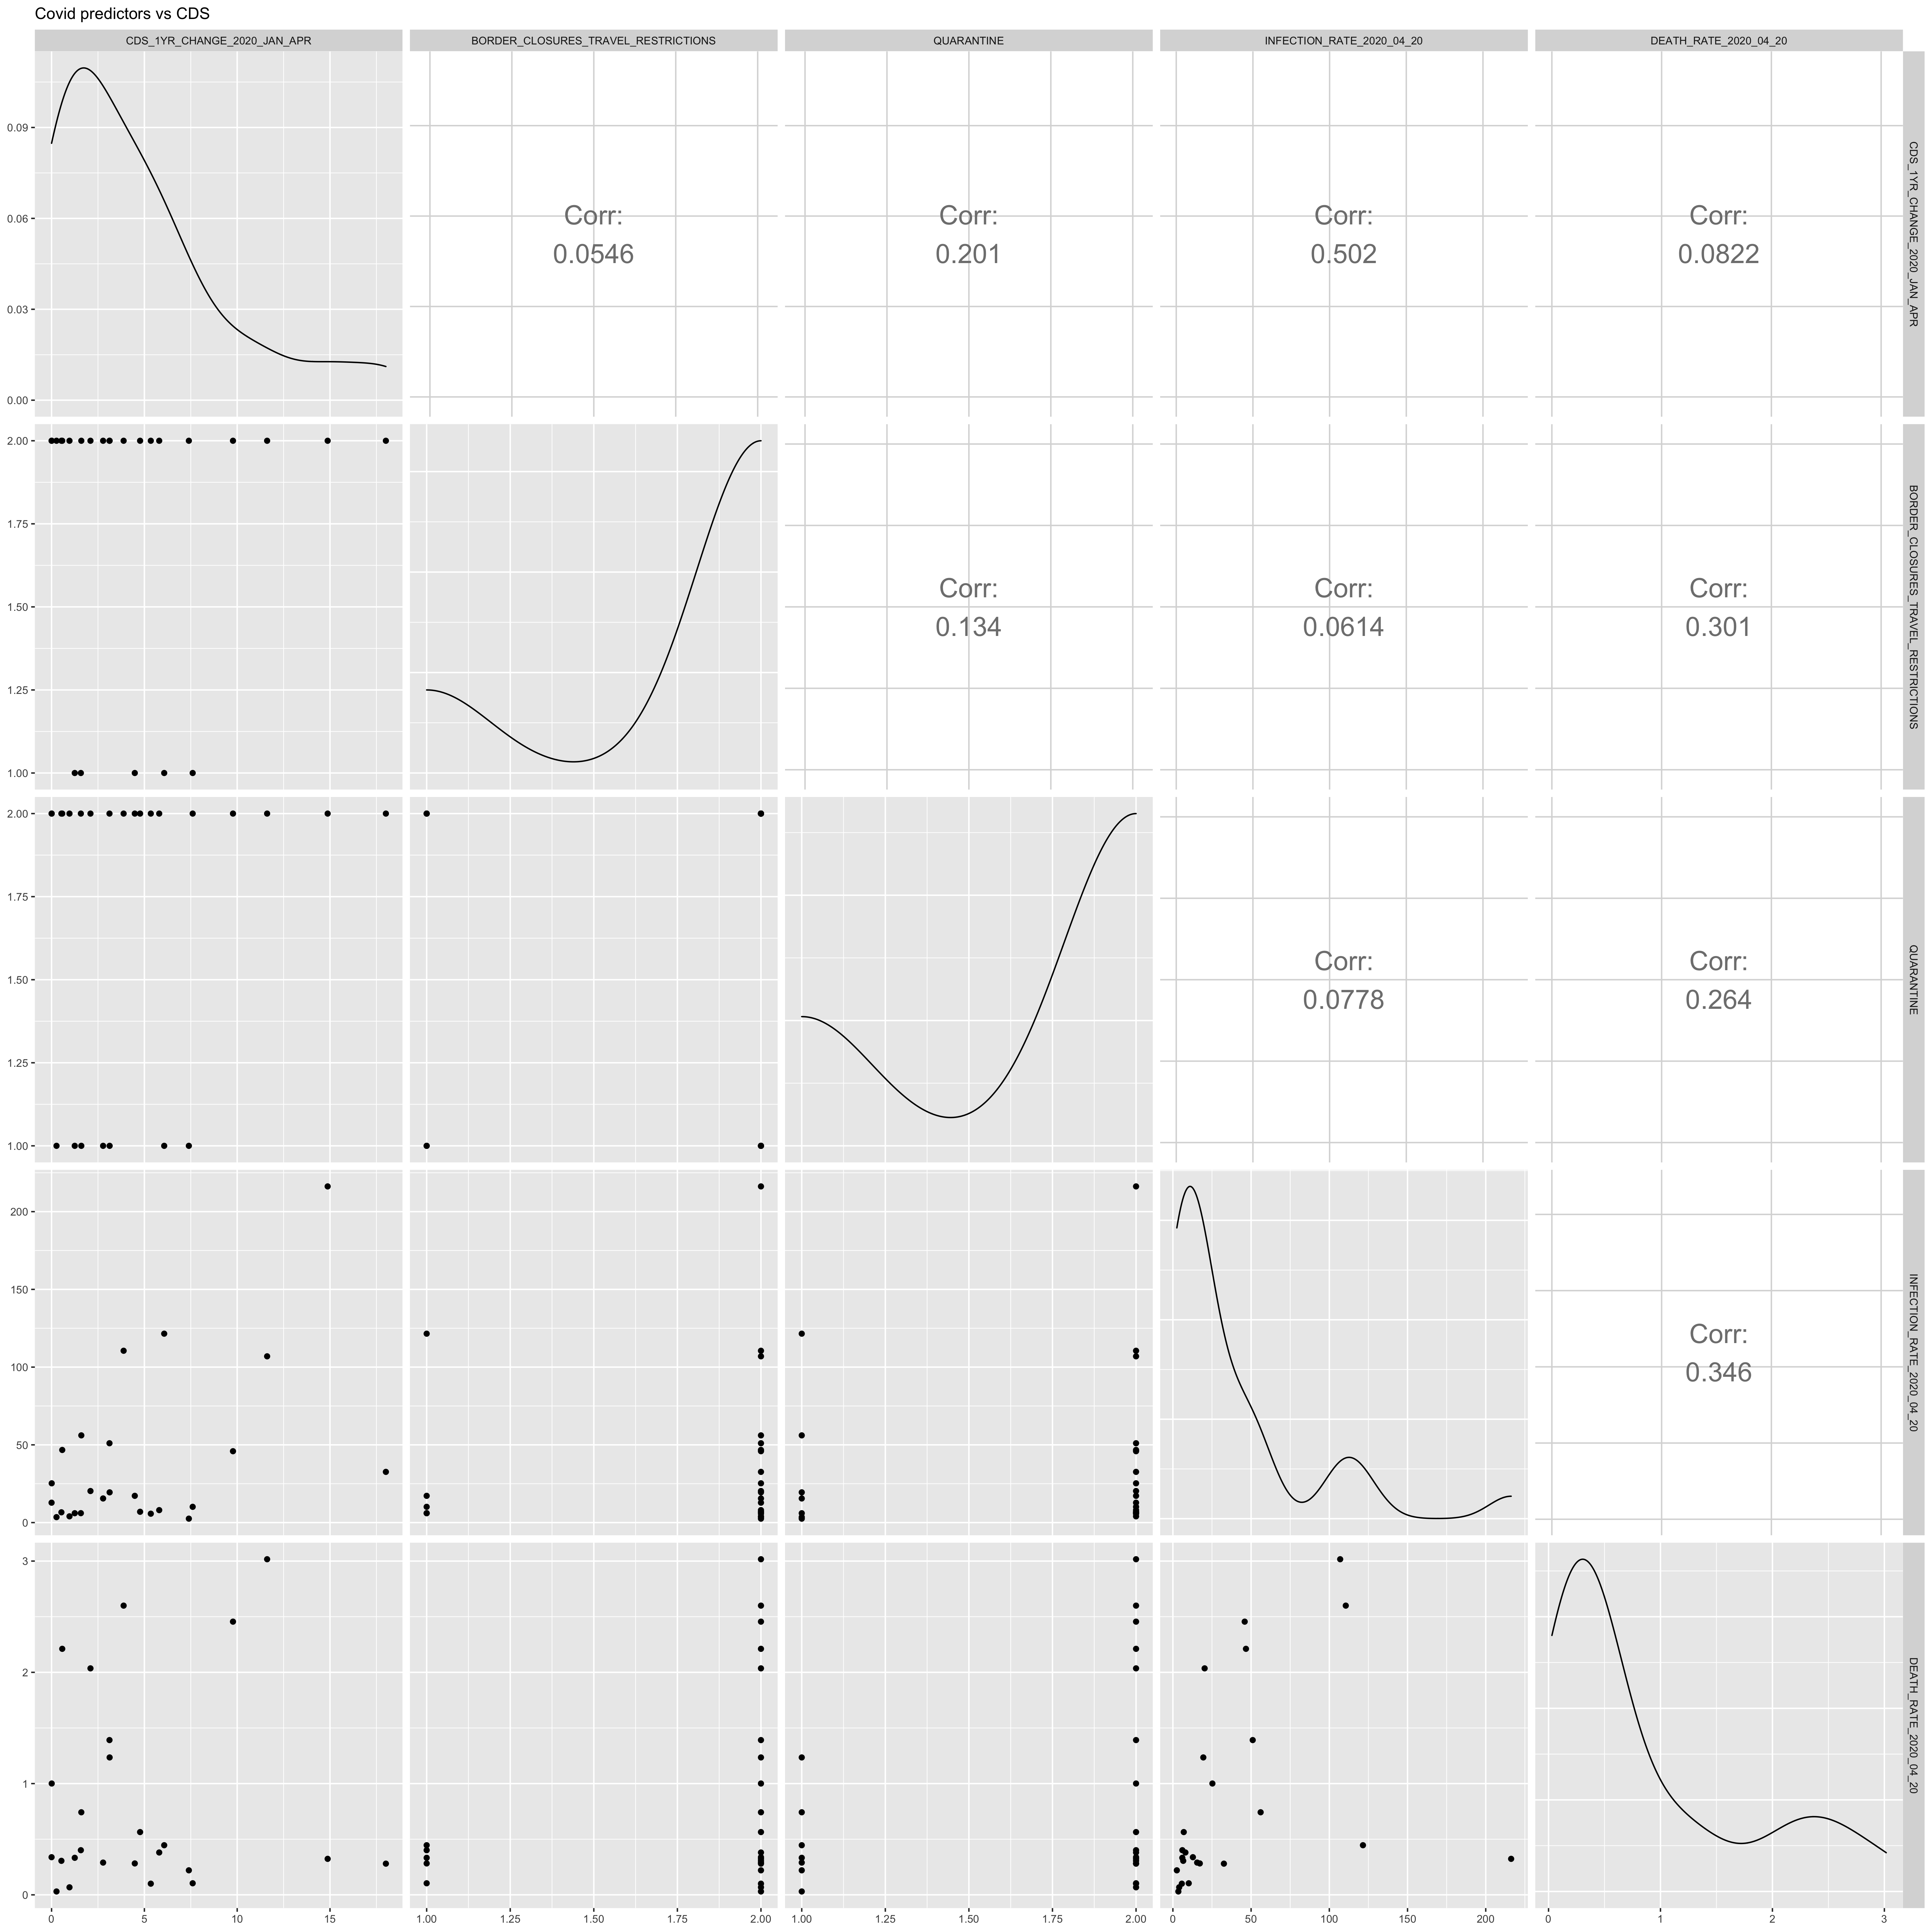 Covid predictors vs CDS
CDS_1YR_CHANGE_2020_JAN_APR
BORDER_CLOSURES_TRAVEL_RESTRICTIONS
QUARANTINE
INFECTION_RATE_2020_04_20
DEATH_RATE_2020_04_20
0.09
0.06
0.03
0.00
Corr:
0.0546
Corr:
0.201
Corr:
0.502
Corr:
0.0822
CDS_1YR_CHANGE_2020_JAN_APR
2.00
1.75
1.50
1.25
1.00
Corr:
0.134
Corr:
0.0614
Corr:
0.301
BORDER_CLOSURES_TRAVEL_RESTRICTIONS
2.00
1.75
1.50
1.25
1.00
Corr:
0.0778
Corr:
0.264
QUARANTINE
200
150
100
50
0
Corr:
0.346
INFECTION_RATE_2020_04_20
3
2
1
0
DEATH_RATE_2020_04_20
0 5 10 15
1.00 1.25 1.50 1.75 2.00
1.00 1.25 1.50 1.75 2.00
0 50 100 150 200
0 1 2 3